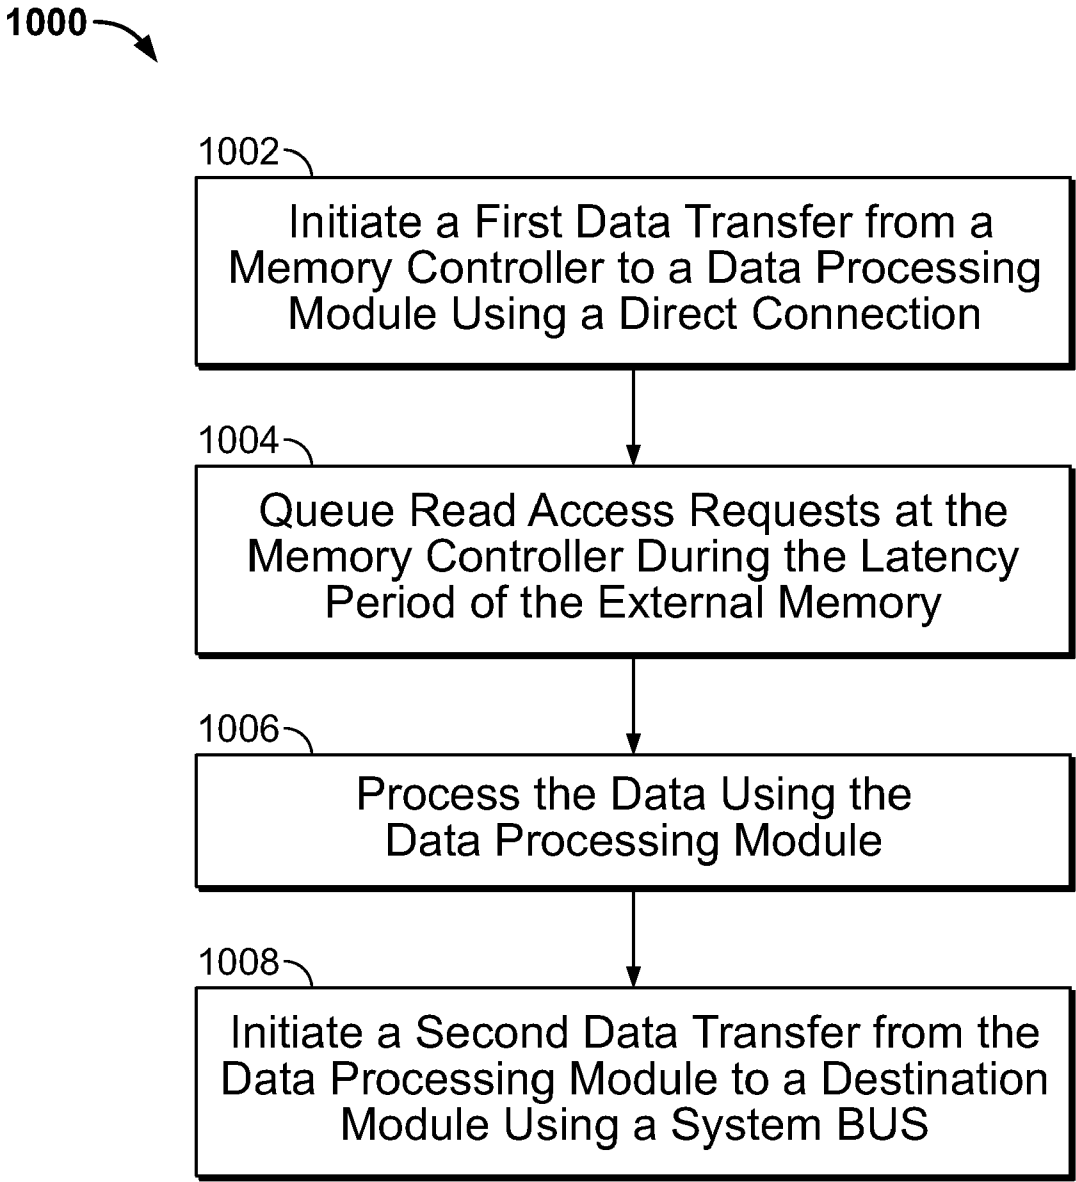 1000
1002
Initiate a First Data Transfer from a
Memory Controller to a Data Processing
Module Using a Direct Connection
1004
Queue Read Access Requests at the
Memory Controller During the Latency
Period of the External Memory
1006
Process the Data Using the
Data Processing Module
1008
Initiate a Second Data Transfer from the
Data Processing Module to a Destination
Module Using a System BUS